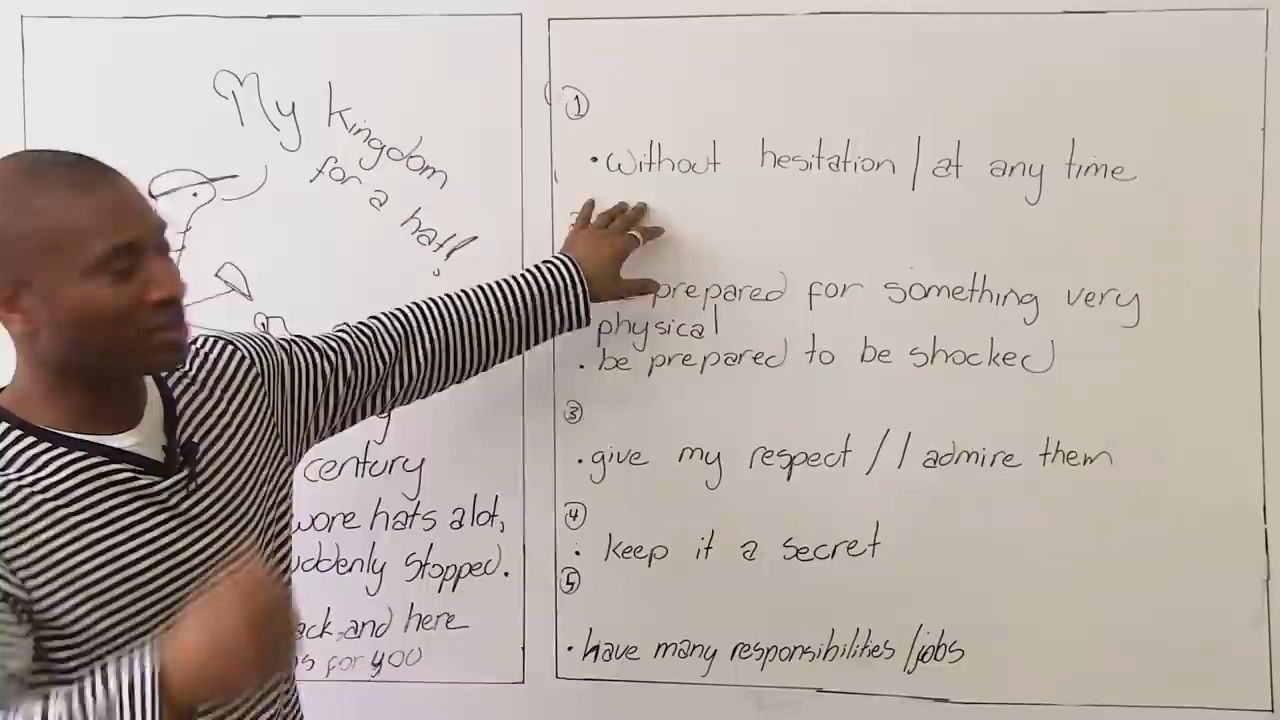 My kingdom
for a hat!
century
wore hats a lot,
stopped.
and here
for you
①
• without hesitation / at any time
prepared for something very
physical
• be prepared to be shocked
③
• give my respect // I admire them
④
• keep it a secret
⑤
• have many responsibilities / jobs